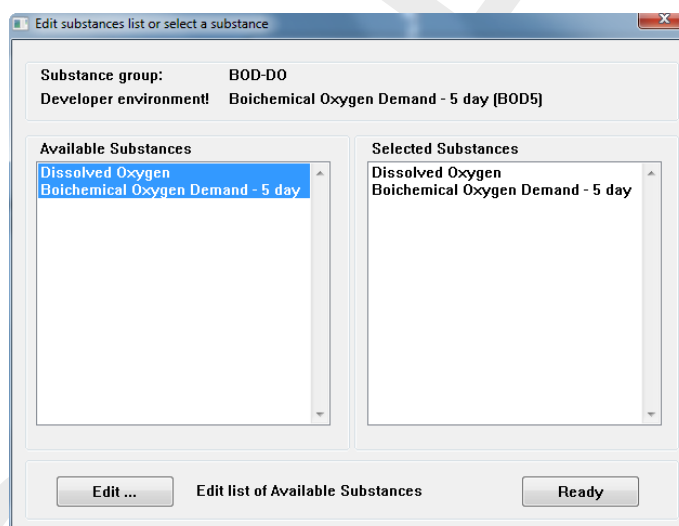 Edit substances list or select a substance
Substance group: BOD-DO
Developer environment! Boichemical Oxygen Demand - 5 day (BOD5)
Available Substances
Dissolved Oxygen
Boichemical Oxygen Demand - 5 day
Selected Substances
Dissolved Oxygen
Boichemical Oxygen Demand - 5 day
Edit ... Edit list of Available Substances Ready